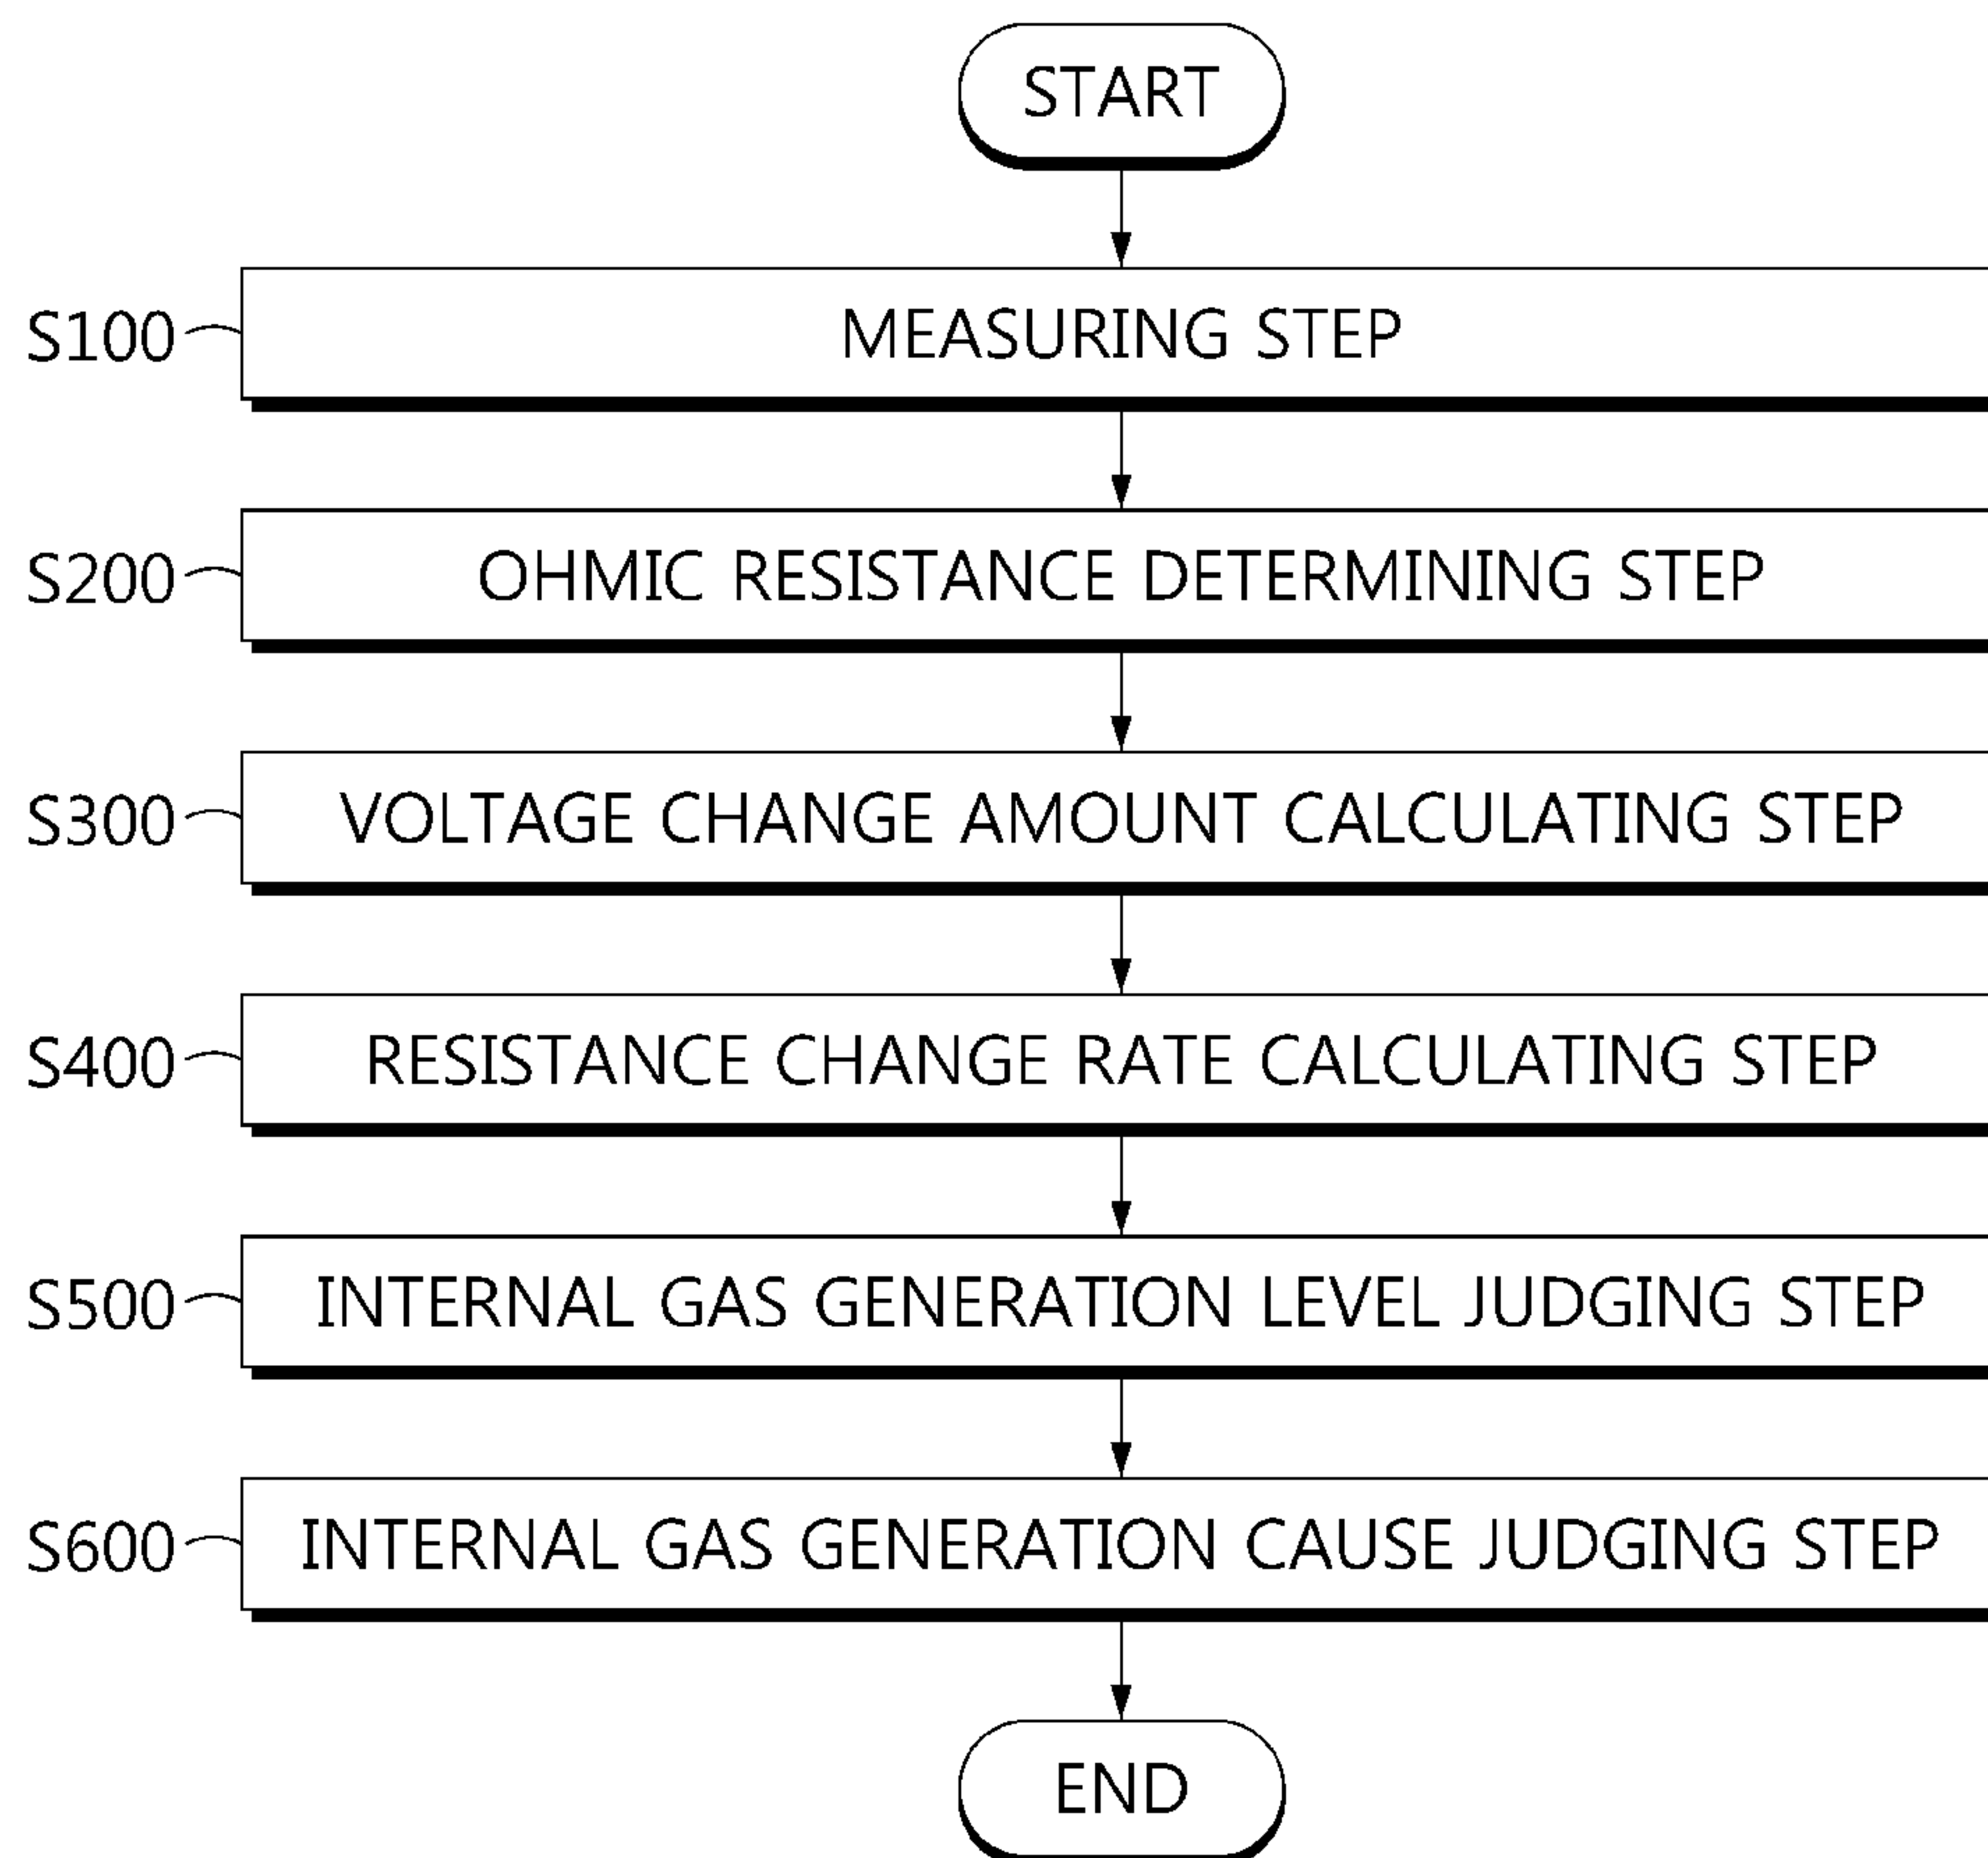 START
S100 MEASURING STEP
S200 OHMIC RESISTANCE DETERMINING STEP
S300 VOLTAGE CHANGE AMOUNT CALCULATING STEP
S400 RESISTANCE CHANGE RATE CALCULATING STEP
S500 INTERNAL GAS GENERATION LEVEL JUDGING STEP
S600 INTERNAL GAS GENERATION CAUSE JUDGING STEP
END